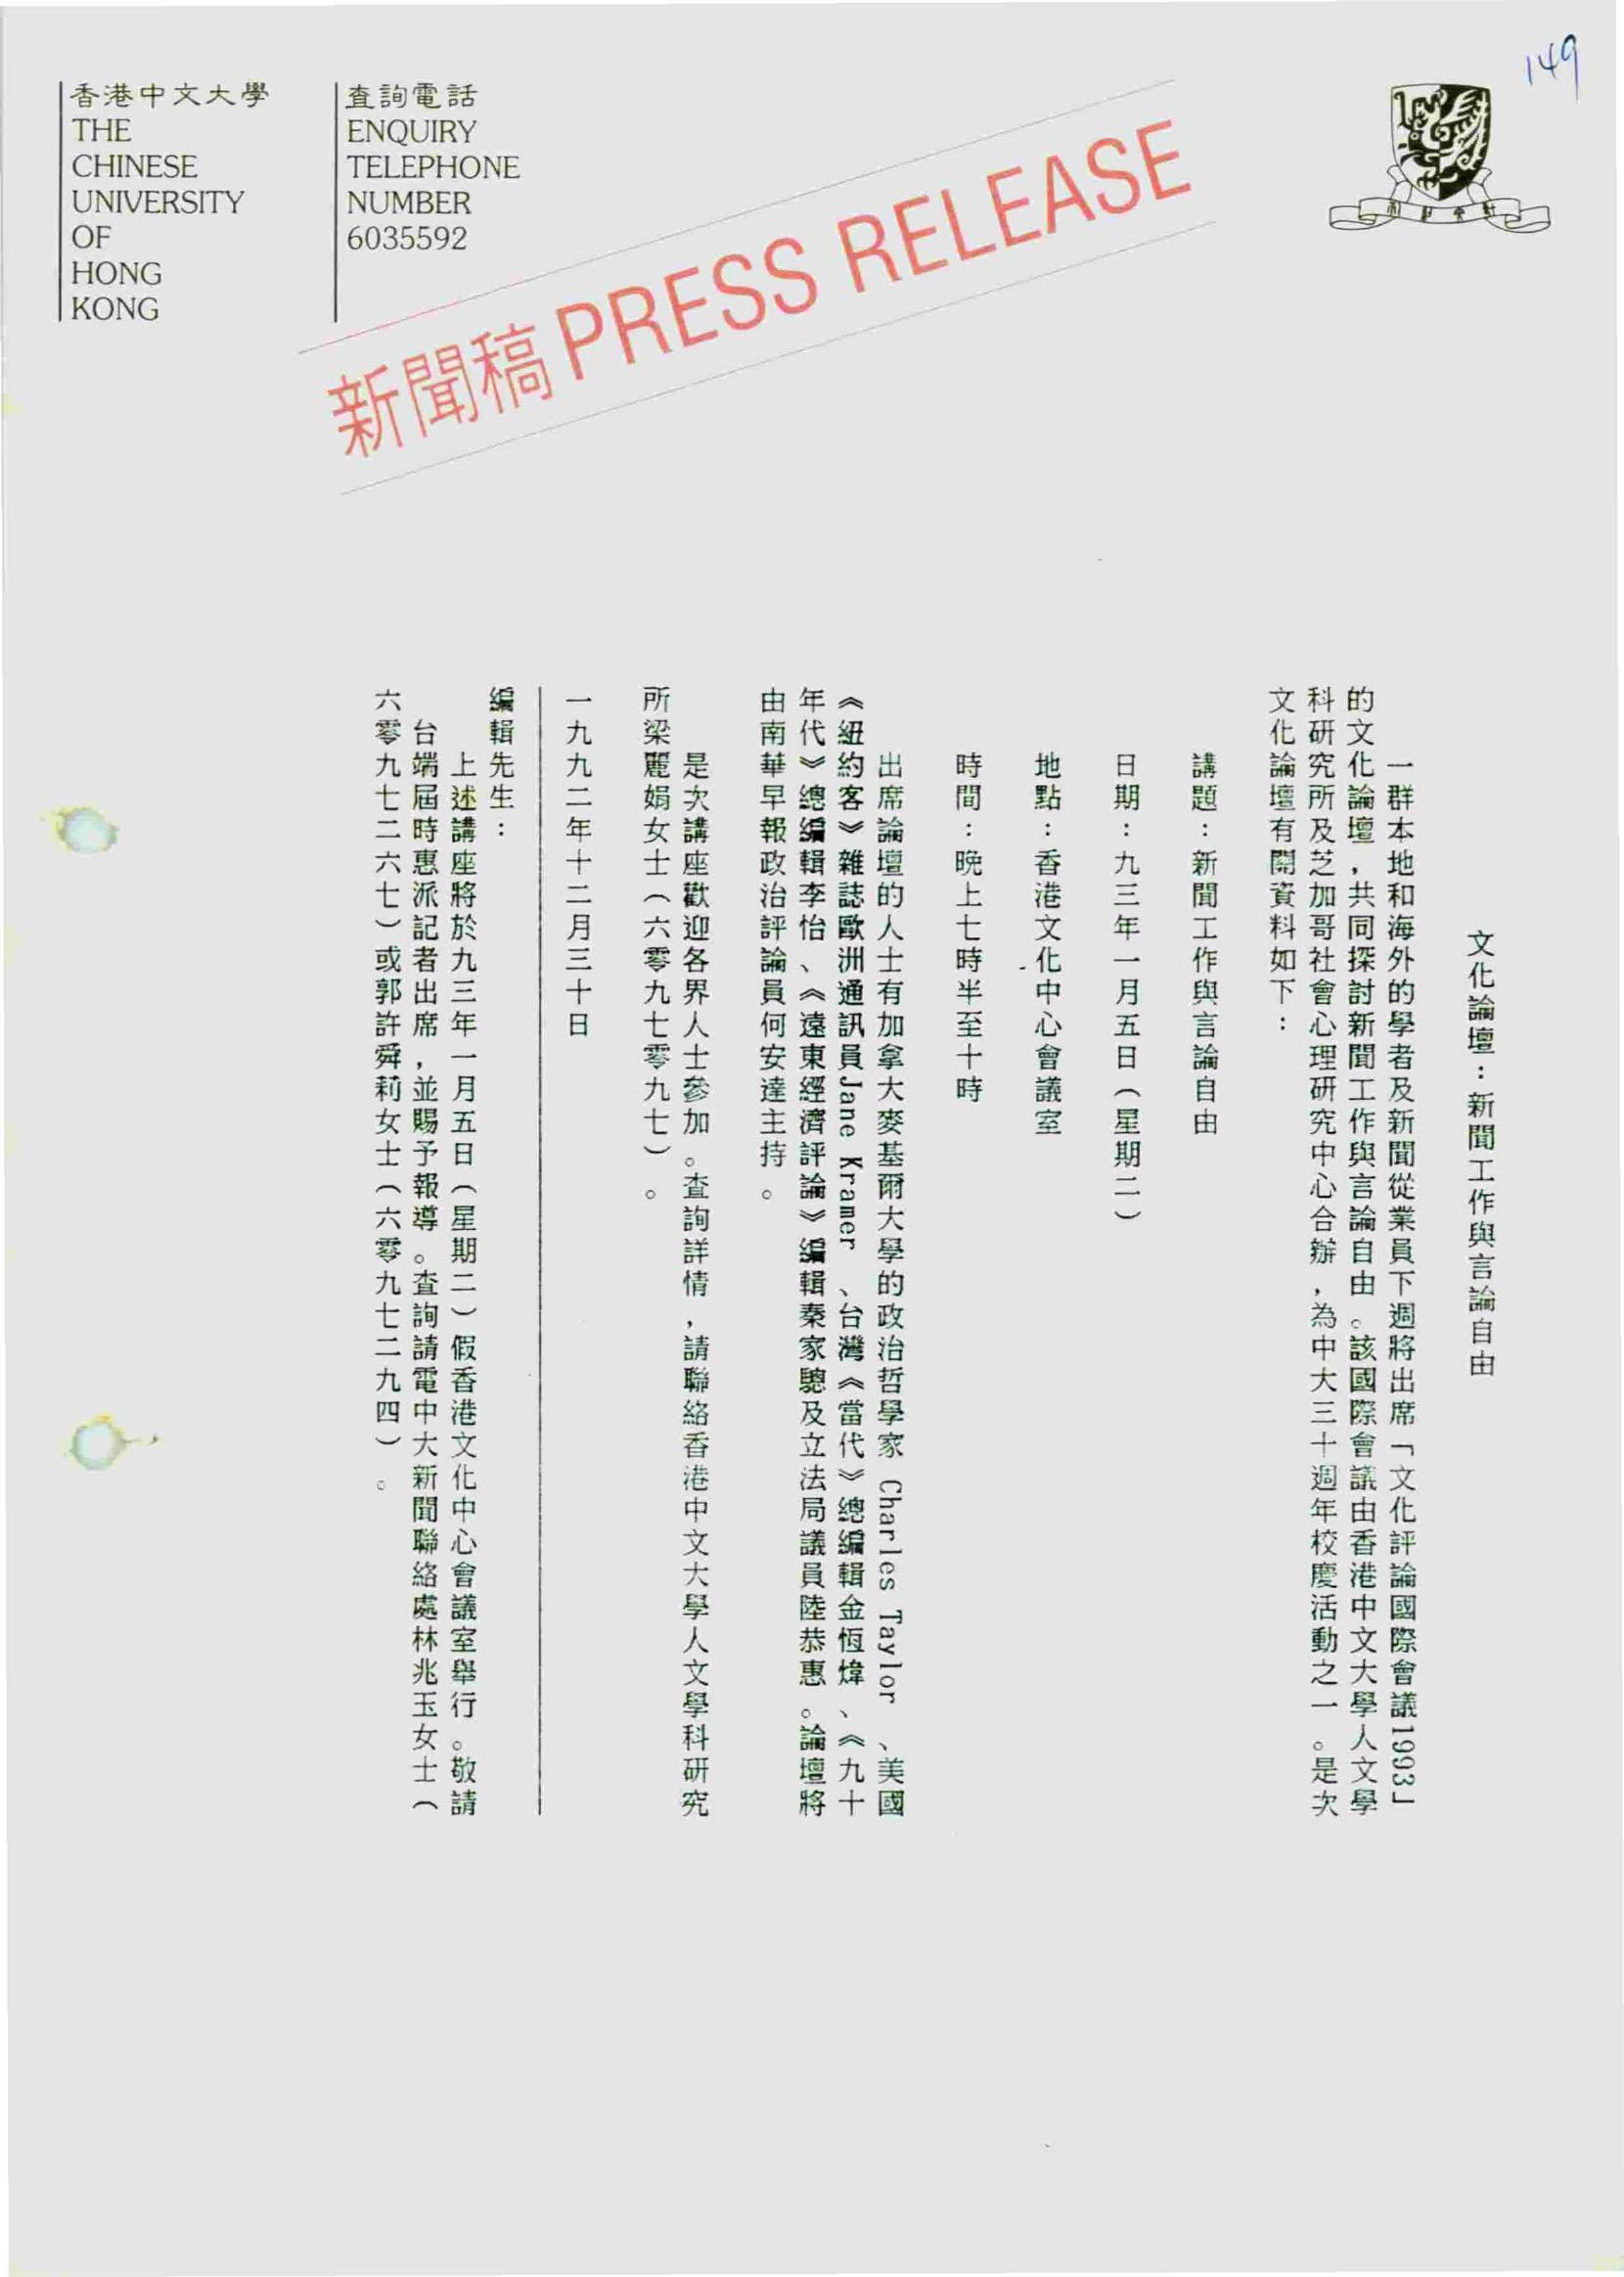 149
香港中文大學
THE
CHINESE
UNIVERSITY
OF
HONG
KONG
查詢電話
ENQUIRY
TELEPHONE
NUMBER
6035592
新聞稿 PRESS RELEASE
文化論壇：新聞工作與言論自由
一群本地和海外的學者及新聞從業員下週將出席「文化評論國際會議1993」
的文化論壇，共同探討新聞工作與言論自由。該國際會議由香港中文大學人文學
科研究所及芝加哥社會心理研究中心合辦，為中大三十週年校慶活動之一。是次
文化論壇有關資料如下：
講題：新聞工作與言論自由
日期：九三年一月五日（星期二）
地點：香港文化中心會議室
時間：晚上七時半至十時
出席論壇的人士有加拿大麥基爾大學的政治哲學家 Charles Taylor、美國
《紐約客》雜誌歐洲通訊員Jane Kramer、台灣《當代》總編輯金恆煒、《九十
年代》總編輯李怡、《遠東經濟評論》編輯秦家驄及立法局議員陸恭惠。論壇將
由南華早報政治評論員何安達主持。
是次講座歡迎各界人士參加。查詢詳情，請聯絡香港中文大學人文學科研究
所梁麗娟女士（六零九七零九七）。
一九九二年十二月三十日
編輯先生：
上述講座將於九三年一月五日（星期二）假香港文化中心會議室舉行。敬請
台端屆時惠派記者出席，並賜予報導。查詢請電中大新聞聯絡處林兆玉女士（
六零九七二六七）或郭許舜莉女士（六零九七二九四）。